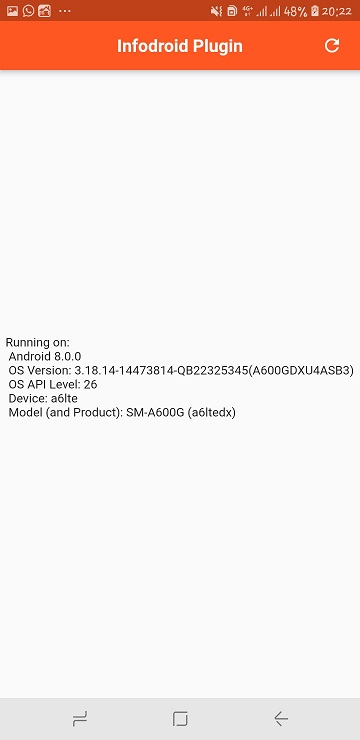 4G+ 48% 20:22
Infodroid Plugin
Running on:
Android 8.0.0
OS Version: 3.18.14-14473814-QB22325345(A600GDXU4ASB3)
OS API Level: 26
Device: a6lte
Model (and Product): SM-A600G (a6ltedx)